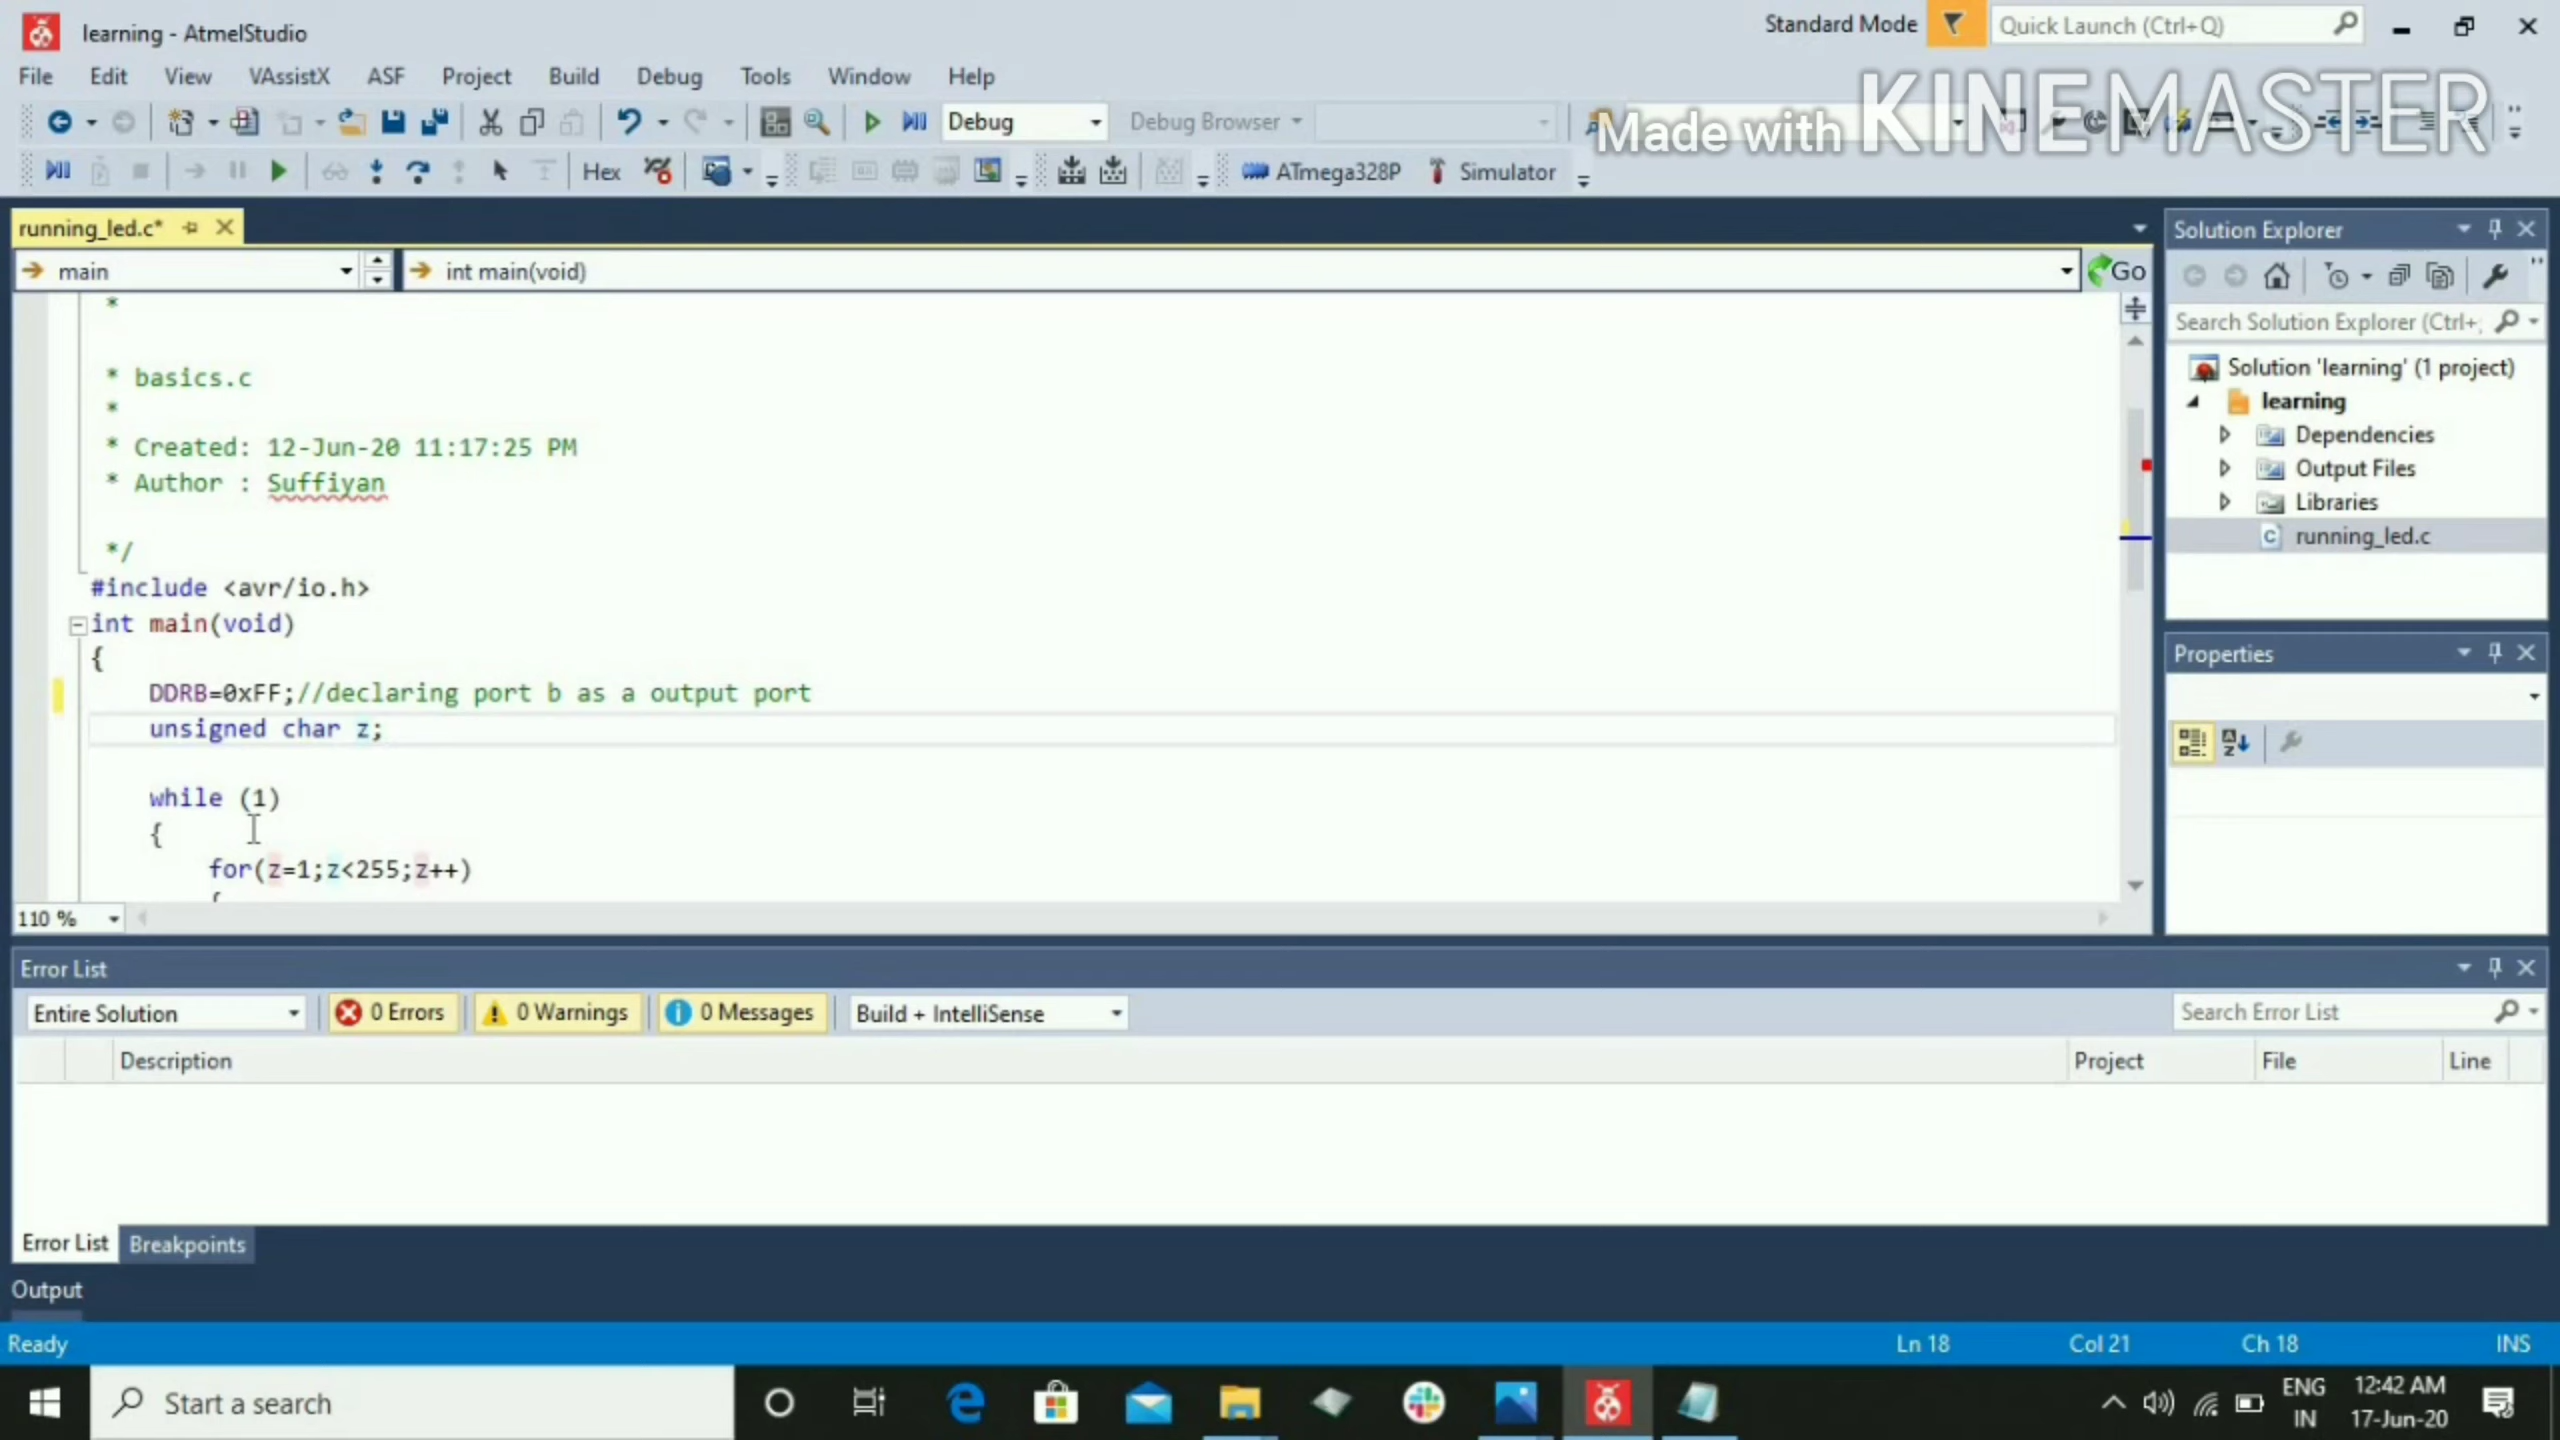 learning - AtmelStudio
Standard Mode
Quick Launch (Ctrl+Q)
File Edit View VAssistX ASF Project Build Debug Tools Window Help
Made with KINEMASTER
Debug
Debug Browser
Hex
ATmega328P
Simulator
running_led.c*
main
int main(void)
Go
*
* basics.c
*
* Created: 12-Jun-20 11:17:25 PM
* Author : Suffiyan
*/
#include <avr/io.h>
int main(void)
{
DDRB=0xFF;//declaring port b as a output port
unsigned char z;
while (1)
{
for(z=1;z<255;z++)
{
110 %
Solution Explorer
Search Solution Explorer (Ctrl+;
Solution 'learning' (1 project)
learning
Dependencies
Output Files
Libraries
running_led.c
Properties
Error List
Entire Solution
0 Errors
0 Warnings
0 Messages
Build + IntelliSense
Search Error List
Description Project File Line
Error List Breakpoints
Output
Ready Ln 18 Col 21 Ch 18 INS
Start a search
ENG
IN
12:42 AM
17-Jun-20